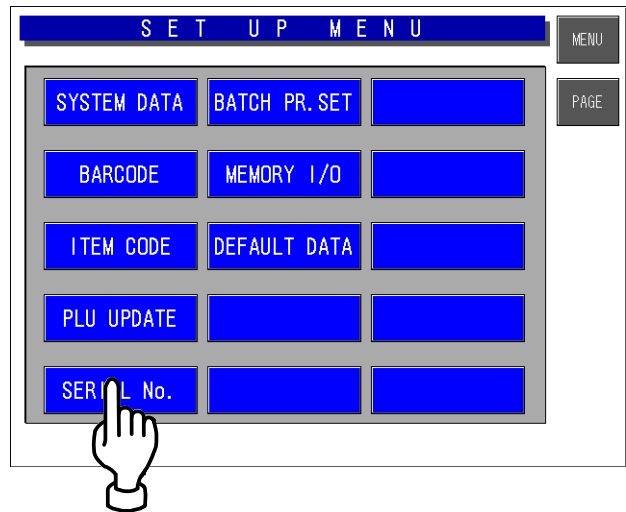 SET UP MENU
MENU
PAGE
SYSTEM DATA
BATCH PR.SET
BARCODE
MEMORY I/O
ITEM CODE
DEFAULT DATA
PLU UPDATE
SERIAL No.